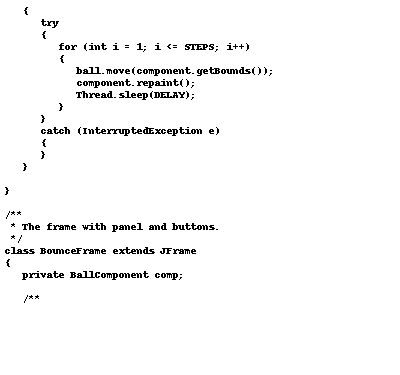 {
try
{
for (int i = 1; i <= STEPS; i++)
{
ball.move(component.getBounds());
component.repaint();
Thread.sleep(DELAY);
}
}
catch (InterruptedException e)
{
}
}
}
/**
* The frame with panel and buttons.
*/
class BounceFrame extends JFrame
{
private BallComponent comp;
/**